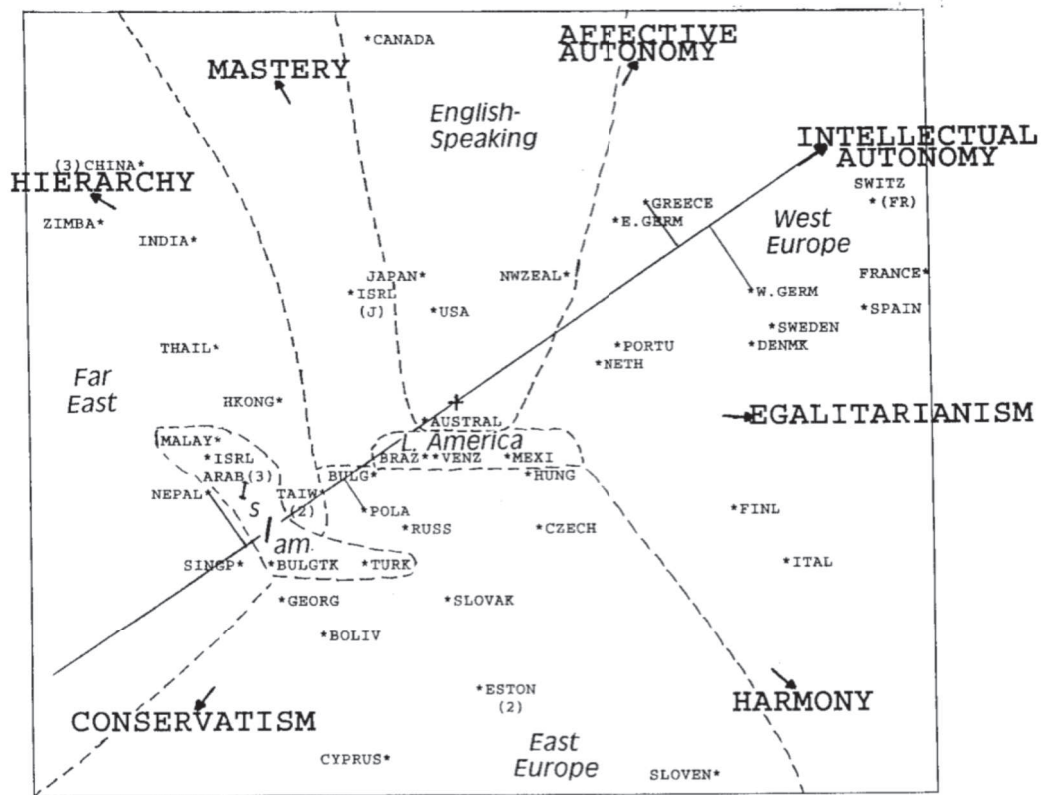 *CANADA
AFFECTIVE
AUTONOMY
MASTERY
English-
Speaking
INTELLECTUAL
AUTONOMY
(3)CHINA*
HIERARCHY
SWITZ
*(FR)
ZIMBA*
*GREECE
*E.GERM
West
Europe
INDIA*
JAPAN*
NWZEAL*
FRANCE*
*ISRL
(J)
*W.GERM
*USA
*SPAIN
*SWEDEN
THAIL*
*PORTU
*DENMK
*NETH
Far
East
HKONG*
+
*AUSTRAL
EGALITARIANISM
MALAY*
L. America
*ISRL
BRAZ*
*VENZ
*MEXI
ARAB(3)
BULG*
*HUNG
NEPAL*
I
s
l
am
TAIW*
(2)
*POLA
*FINL
*RUSS
*CZECH
SINGP*
*BULGTK
*TURK
*ITAL
*GEORG
*SLOVAK
*BOLIV
*ESTON
(2)
HARMONY
CONSERVATISM
East
Europe
CYPRUS*
SLOVEN*